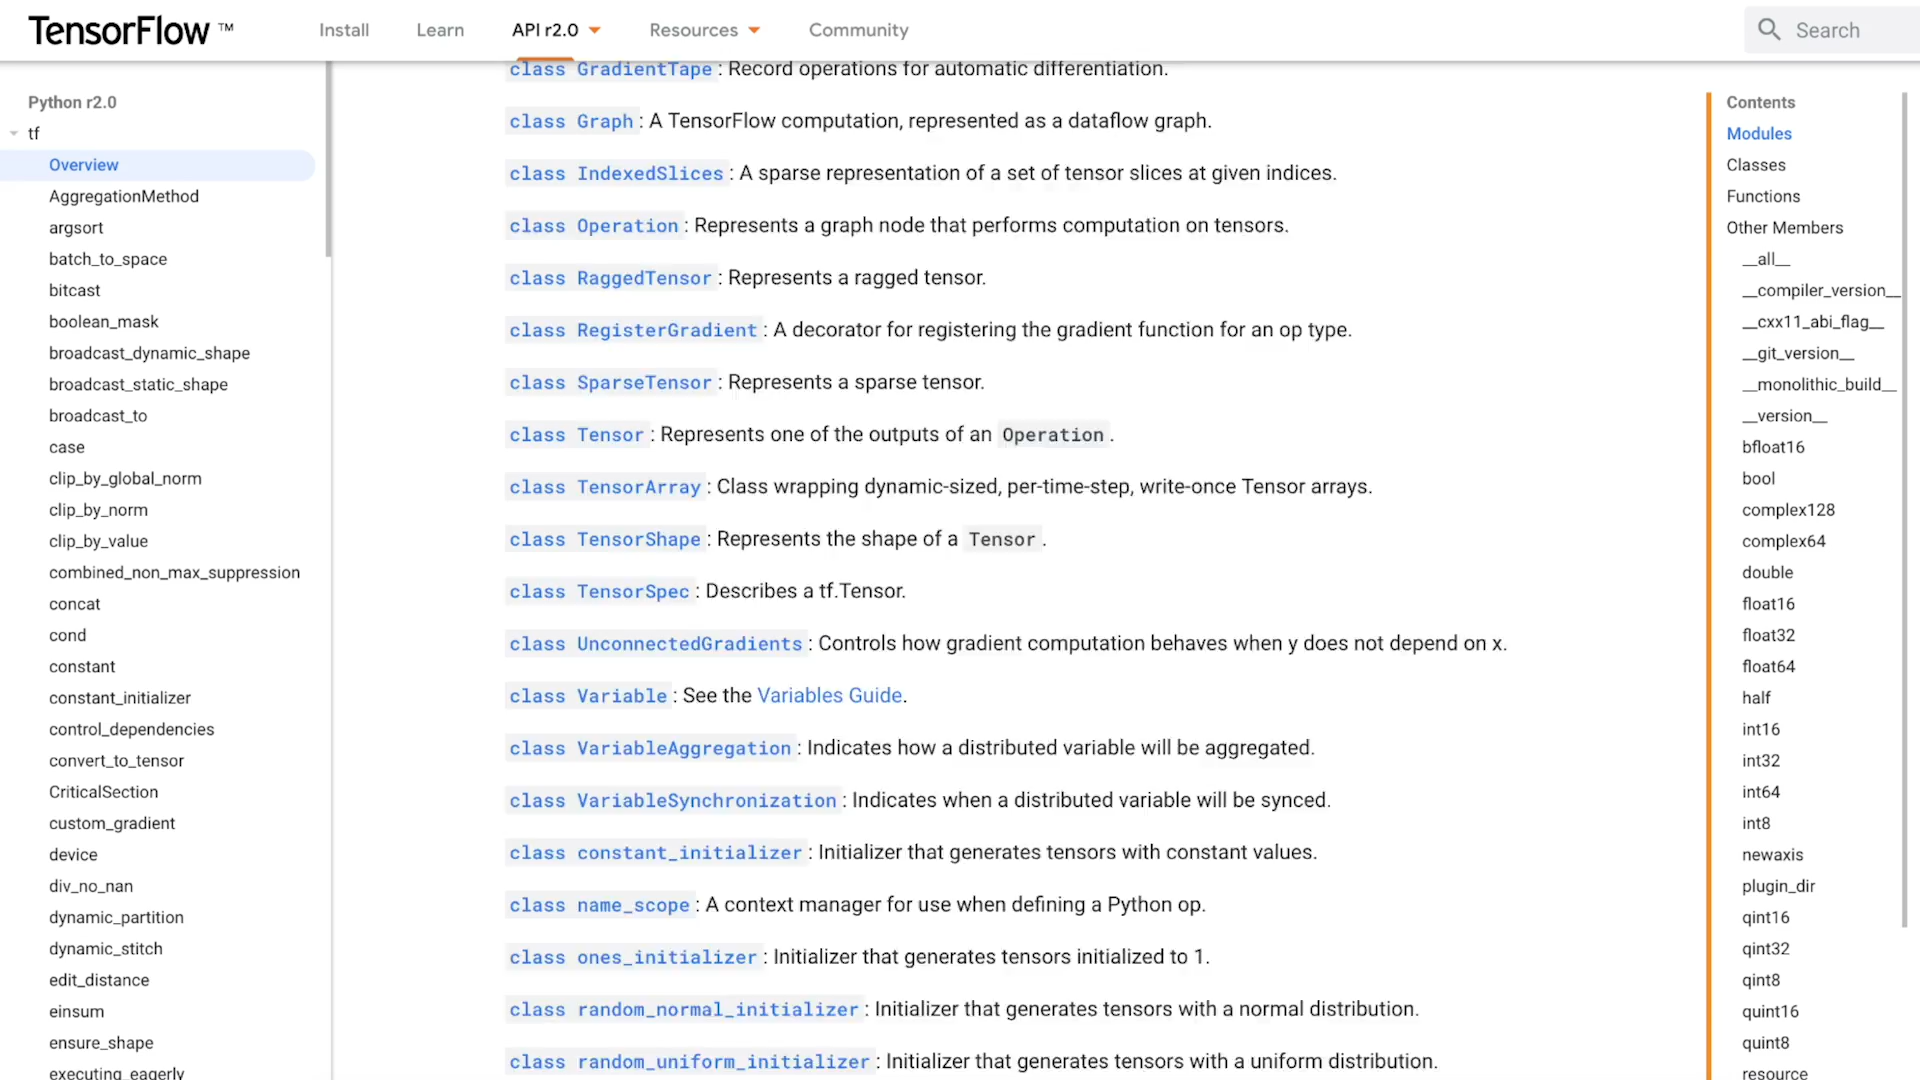 TensorFlow ™
Install
Learn
API r2.0
Resources
Community
Search
Python r2.0
tf
Overview
AggregationMethod
argsort
batch_to_space
bitcast
boolean_mask
broadcast_dynamic_shape
broadcast_static_shape
broadcast_to
case
clip_by_global_norm
clip_by_norm
clip_by_value
combined_non_max_suppression
concat
cond
constant
constant_initializer
control_dependencies
convert_to_tensor
CriticalSection
custom_gradient
device
div_no_nan
dynamic_partition
dynamic_stitch
edit_distance
einsum
ensure_shape
executing_eagerly
class GradientTape: Record operations for automatic differentiation.
class Graph: A TensorFlow computation, represented as a dataflow graph.
class IndexedSlices: A sparse representation of a set of tensor slices at given indices.
class Operation: Represents a graph node that performs computation on tensors.
class RaggedTensor: Represents a ragged tensor.
class RegisterGradient: A decorator for registering the gradient function for an op type.
class SparseTensor: Represents a sparse tensor.
class Tensor: Represents one of the outputs of an Operation.
class TensorArray: Class wrapping dynamic-sized, per-time-step, write-once Tensor arrays.
class TensorShape: Represents the shape of a Tensor.
class TensorSpec: Describes a tf.Tensor.
class UnconnectedGradients: Controls how gradient computation behaves when y does not depend on x.
class Variable: See the Variables Guide.
class VariableAggregation: Indicates how a distributed variable will be aggregated.
class VariableSynchronization: Indicates when a distributed variable will be synced.
class constant_initializer: Initializer that generates tensors with constant values.
class name_scope: A context manager for use when defining a Python op.
class ones_initializer: Initializer that generates tensors initialized to 1.
class random_normal_initializer: Initializer that generates tensors with a normal distribution.
class random_uniform_initializer: Initializer that generates tensors with a uniform distribution.
Contents
Modules
Classes
Functions
Other Members
__all__
__compiler_version__
__cxx11_abi_flag__
__git_version__
__monolithic_build__
__version__
bfloat16
bool
complex128
complex64
double
float16
float32
float64
half
int16
int32
int64
int8
newaxis
plugin_dir
qint16
qint32
qint8
quint16
quint8
resource